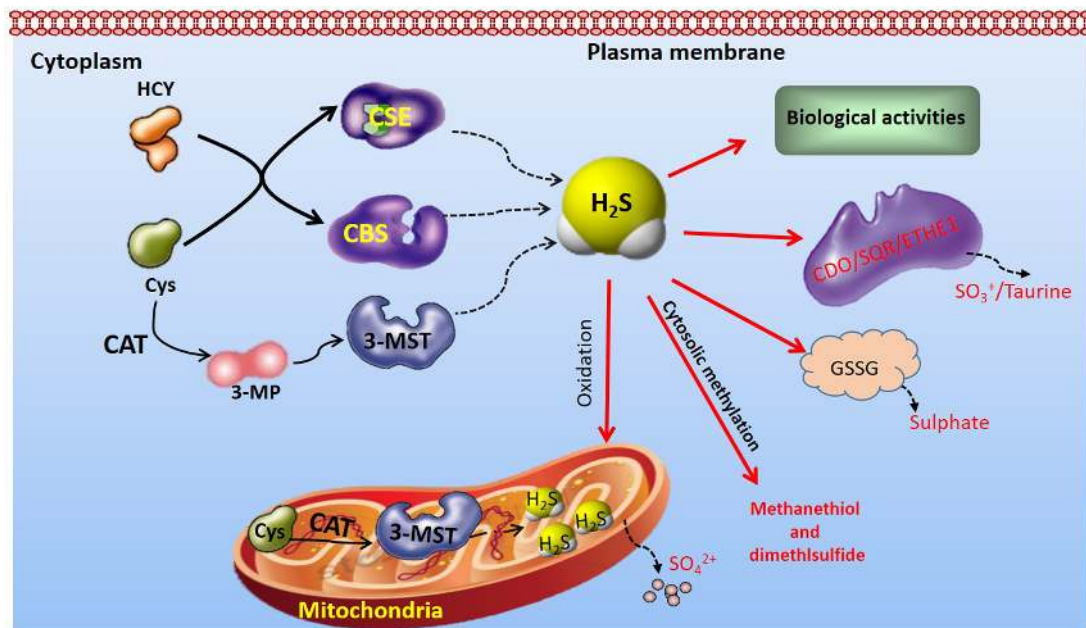 Cytoplasm
Plasma membrane
HCY
CSE
Biological activities
H₂S
CBS
CDO/SQR/ETHE1
Cys
SO₃⁺/Taurine
CAT
3-MP
3-MST
Oxidation
Cytosolic methylation
GSSG
Sulphate
Cys
CAT
3-MST
H₂S
H₂S
H₂S
Mitochondria
SO₄²⁺
Methanethiol
and
dimethlsulfide